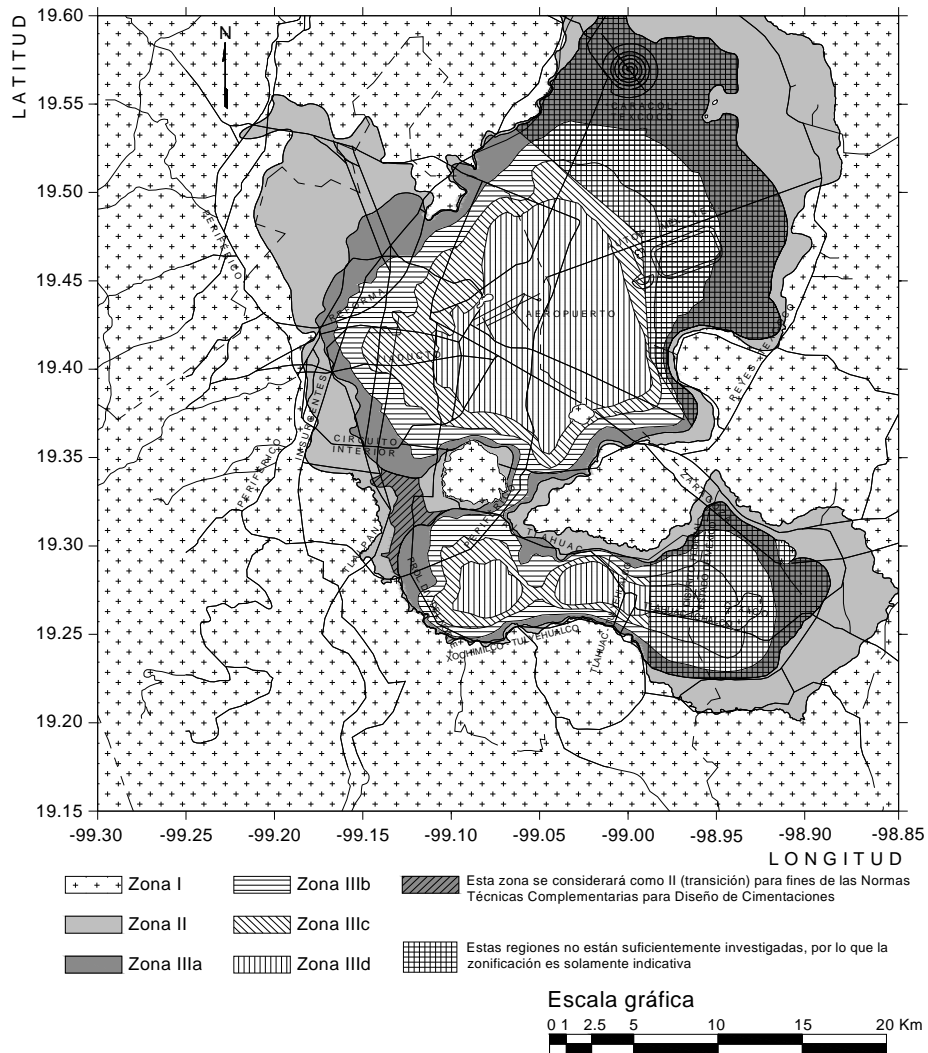 LATITUD
19.60
19.55
19.50
19.45
19.40
19.35
19.30
19.25
19.20
19.15
N
CARACOL
TEXCOCO
PERIFERICO
REFORMA
AEROPUERTO
VIADUCTO
REYES TEXCOCO
INSURGENTES
CIRCUITO
INTERIOR
PERIFERICO
PERIFERICO
TLALPAN
TLAHUAC
XOCHIMILCO - TULYEHUALCO
TLAHUAC
-99.30 -99.25 -99.20 -99.15 -99.10 -99.05 -99.00 -98.95 -98.90 -98.85
LONGITUD
Zona I
Zona II
Zona IIIa
Zona IIIb
Zona IIIc
Zona IIId
Esta zona se considerará como II (transición) para fines de las Normas
Técnicas Complementarias para Diseño de Cimentaciones
Estas regiones no están suficientemente investigadas, por lo que la
zonificación es solamente indicativa
Escala gráfica
0 1 2.5 5 10 15 20 Km